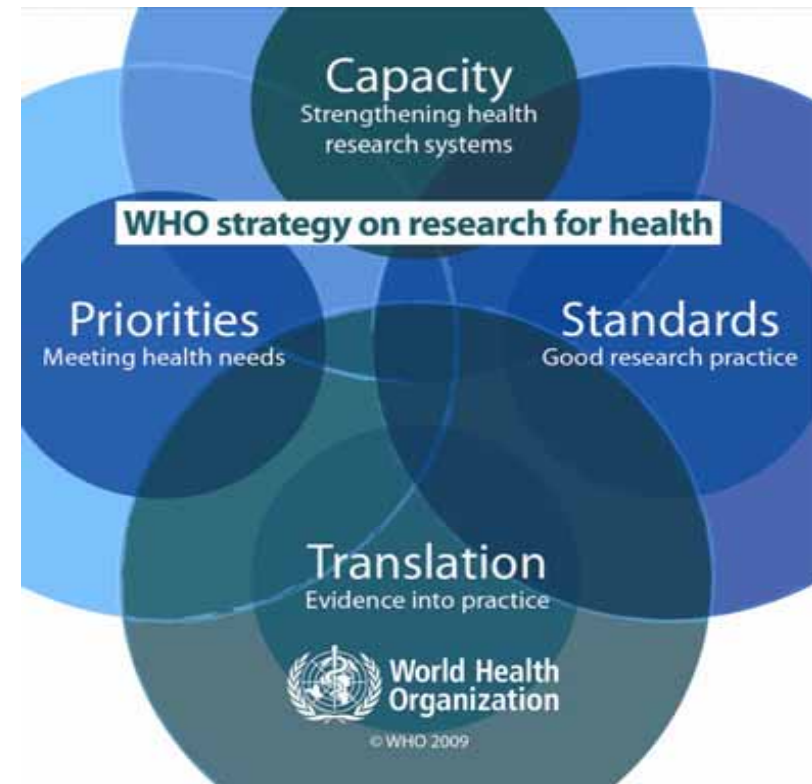 Capacity
Strengthening health
research systems
WHO strategy on research for health
Priorities
Meeting health needs
Standards
Good research practice
Translation
Evidence into practice
World Health
Organization
© WHO 2009